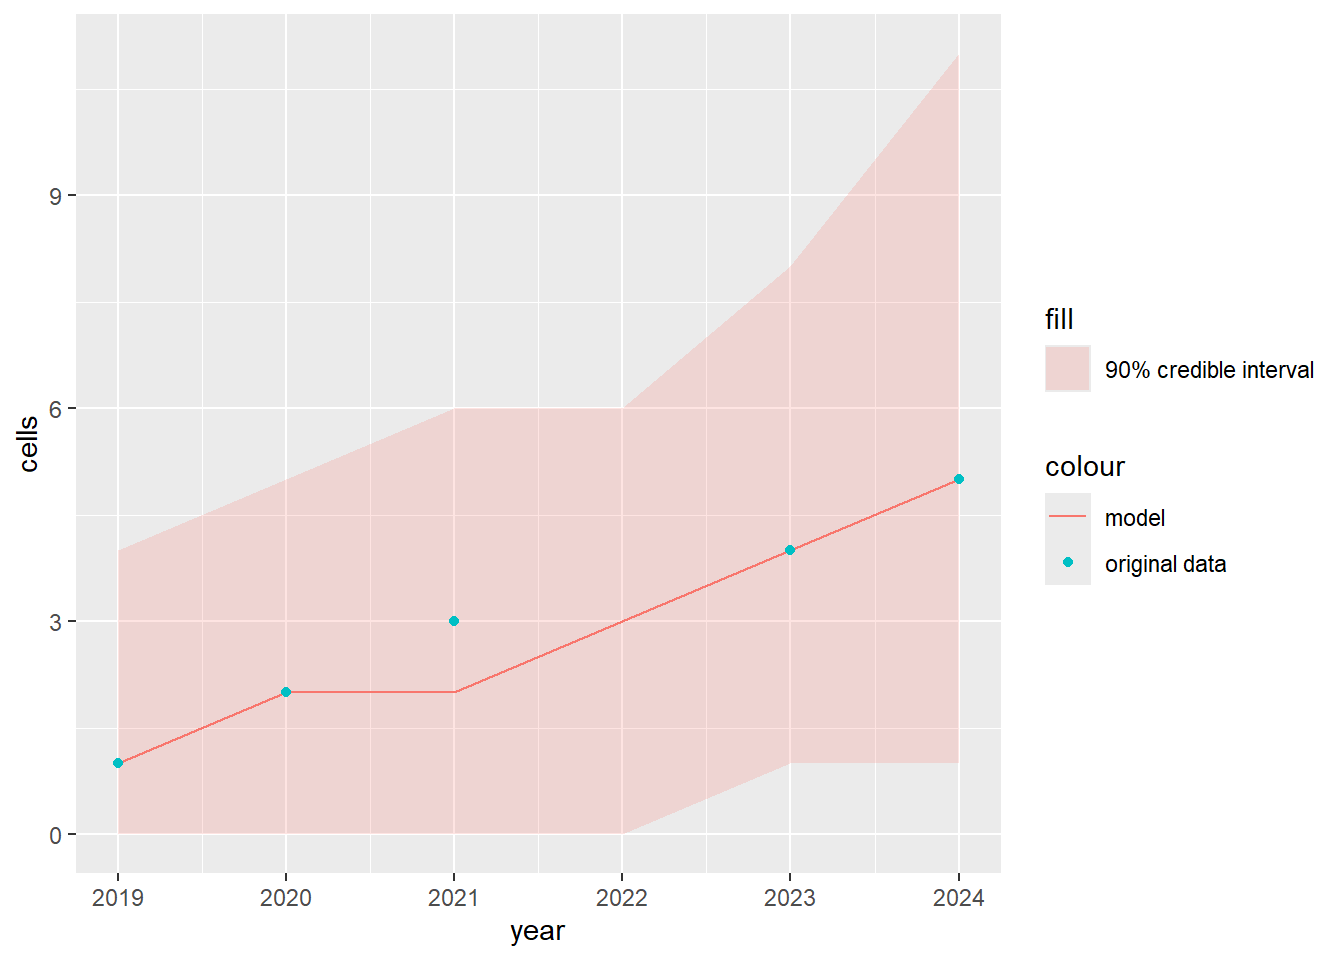 9
6
3
0
cells
2019 2020 2021 2022 2023 2024
year
fill
90% credible interval
colour
model
original data